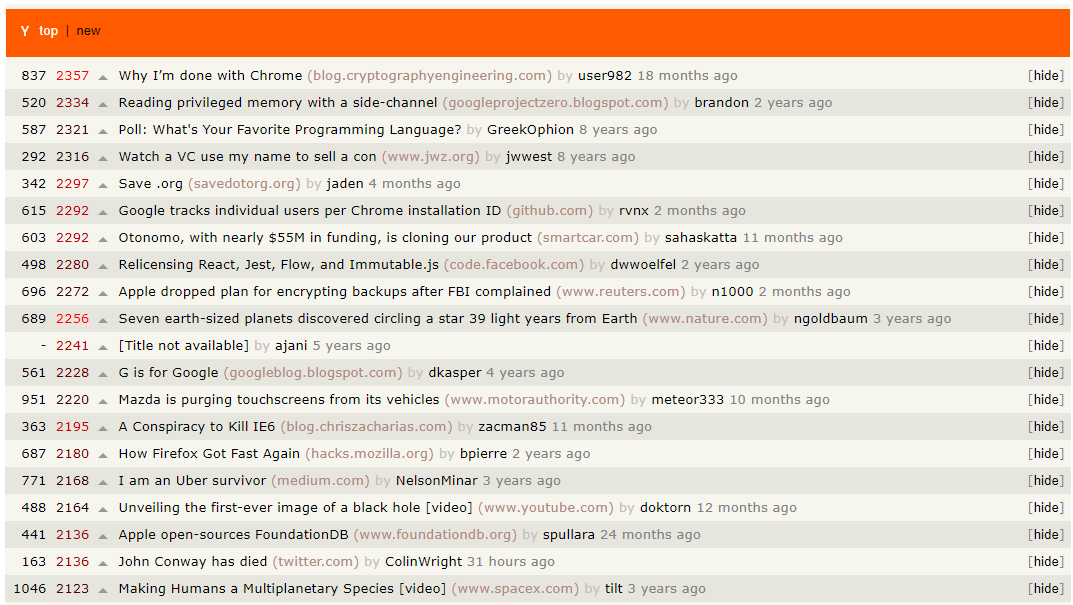 Y top | new
837 2357 Why I’m done with Chrome (blog.cryptographyengineering.com) by user982 18 months ago [hide]
520 2334 Reading privileged memory with a side-channel (googleprojectzero.blogspot.com) by brandon 2 years ago [hide]
587 2321 Poll: What's Your Favorite Programming Language? by GreekOphion 8 years ago [hide]
292 2316 Watch a VC use my name to sell a con (www.jwz.org) by jwwest 8 years ago [hide]
342 2297 Save .org (savedotorg.org) by jaden 4 months ago [hide]
615 2292 Google tracks individual users per Chrome installation ID (github.com) by rvnx 2 months ago [hide]
603 2292 Otonomo, with nearly $55M in funding, is cloning our product (smartcar.com) by sahaskatta 11 months ago [hide]
498 2280 Relicensing React, Jest, Flow, and Immutable.js (code.facebook.com) by dwwoelfel 2 years ago [hide]
696 2272 Apple dropped plan for encrypting backups after FBI complained (www.reuters.com) by n1000 2 months ago [hide]
689 2256 Seven earth-sized planets discovered circling a star 39 light years from Earth (www.nature.com) by ngoldbaum 3 years ago [hide]
- 2241 [Title not available] by ajani 5 years ago [hide]
561 2228 G is for Google (googleblog.blogspot.com) by dkasper 4 years ago [hide]
951 2220 Mazda is purging touchscreens from its vehicles (www.motorauthority.com) by meteor333 10 months ago [hide]
363 2195 A Conspiracy to Kill IE6 (blog.chriszacharias.com) by zacman85 11 months ago [hide]
687 2180 How Firefox Got Fast Again (hacks.mozilla.org) by bpierre 2 years ago [hide]
771 2168 I am an Uber survivor (medium.com) by NelsonMinar 3 years ago [hide]
488 2164 Unveiling the first-ever image of a black hole [video] (www.youtube.com) by doktorn 12 months ago [hide]
441 2136 Apple open-sources FoundationDB (www.foundationdb.org) by spullara 24 months ago [hide]
163 2136 John Conway has died (twitter.com) by ColinWright 31 hours ago [hide]
1046 2123 Making Humans a Multiplanetary Species [video] (www.spacex.com) by tilt 3 years ago [hide]